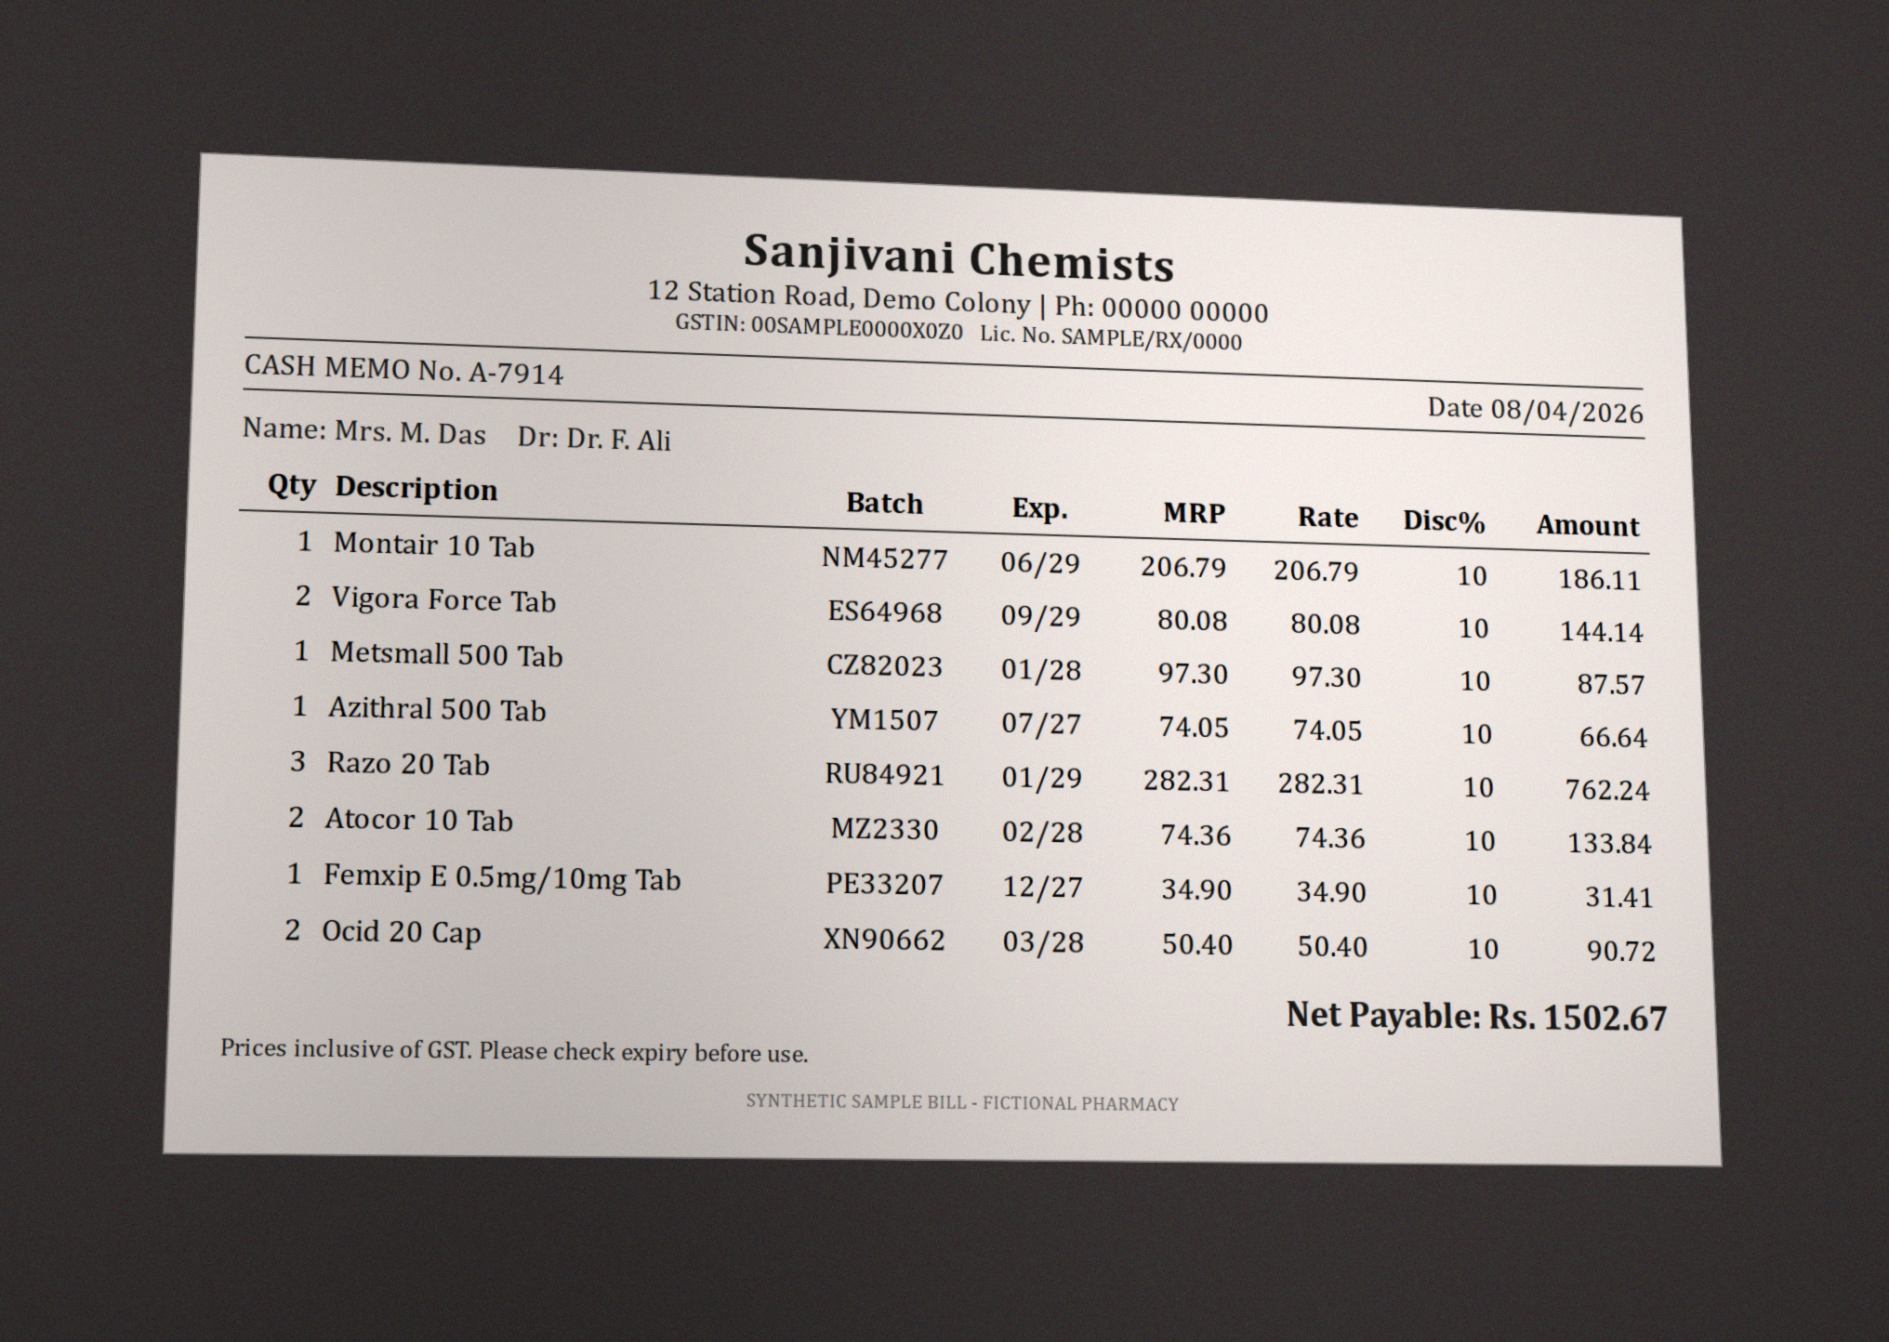 Sanjivani Chemists
12 Station Road, Demo Colony | Ph: 00000 00000
GSTIN: 00SAMPLE0000X0Z0 Lic. No. SAMPLE/RX/0000
CASH MEMO No. A-7914 Date 08/04/2026
Name: Mrs. M. Das Dr: Dr. F. Ali
Qty Description Batch Exp. MRP Rate Disc% Amount
1 Montair 10 Tab NM45277 06/29 206.79 206.79 10 186.11
2 Vigora Force Tab ES64968 09/29 80.08 80.08 10 144.14
1 Metsmall 500 Tab CZ82023 01/28 97.30 97.30 10 87.57
1 Azithral 500 Tab YM1507 07/27 74.05 74.05 10 66.64
3 Razo 20 Tab RU84921 01/29 282.31 282.31 10 762.24
2 Atocor 10 Tab MZ2330 02/28 74.36 74.36 10 133.84
1 Femxip E 0.5mg/10mg Tab PE33207 12/27 34.90 34.90 10 31.41
2 Ocid 20 Cap XN90662 03/28 50.40 50.40 10 90.72
Net Payable: Rs. 1502.67
Prices inclusive of GST. Please check expiry before use.
SYNTHETIC SAMPLE BILL - FICTIONAL PHARMACY